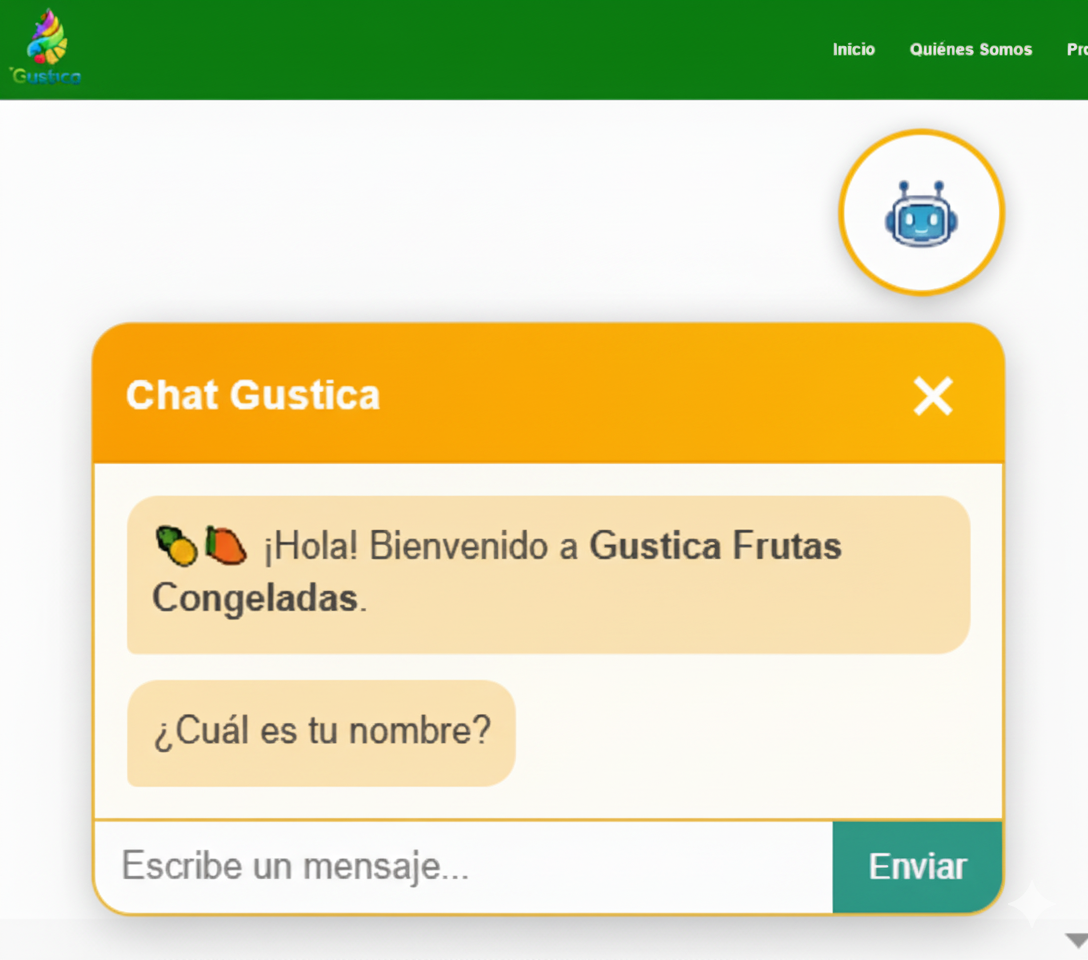 Gustica
Inicio
Quiénes Somos
Chat Gustica
¡Hola! Bienvenido a Gustica Frutas
Congeladas.
¿Cuál es tu nombre?
Escribe un mensaje...
Enviar